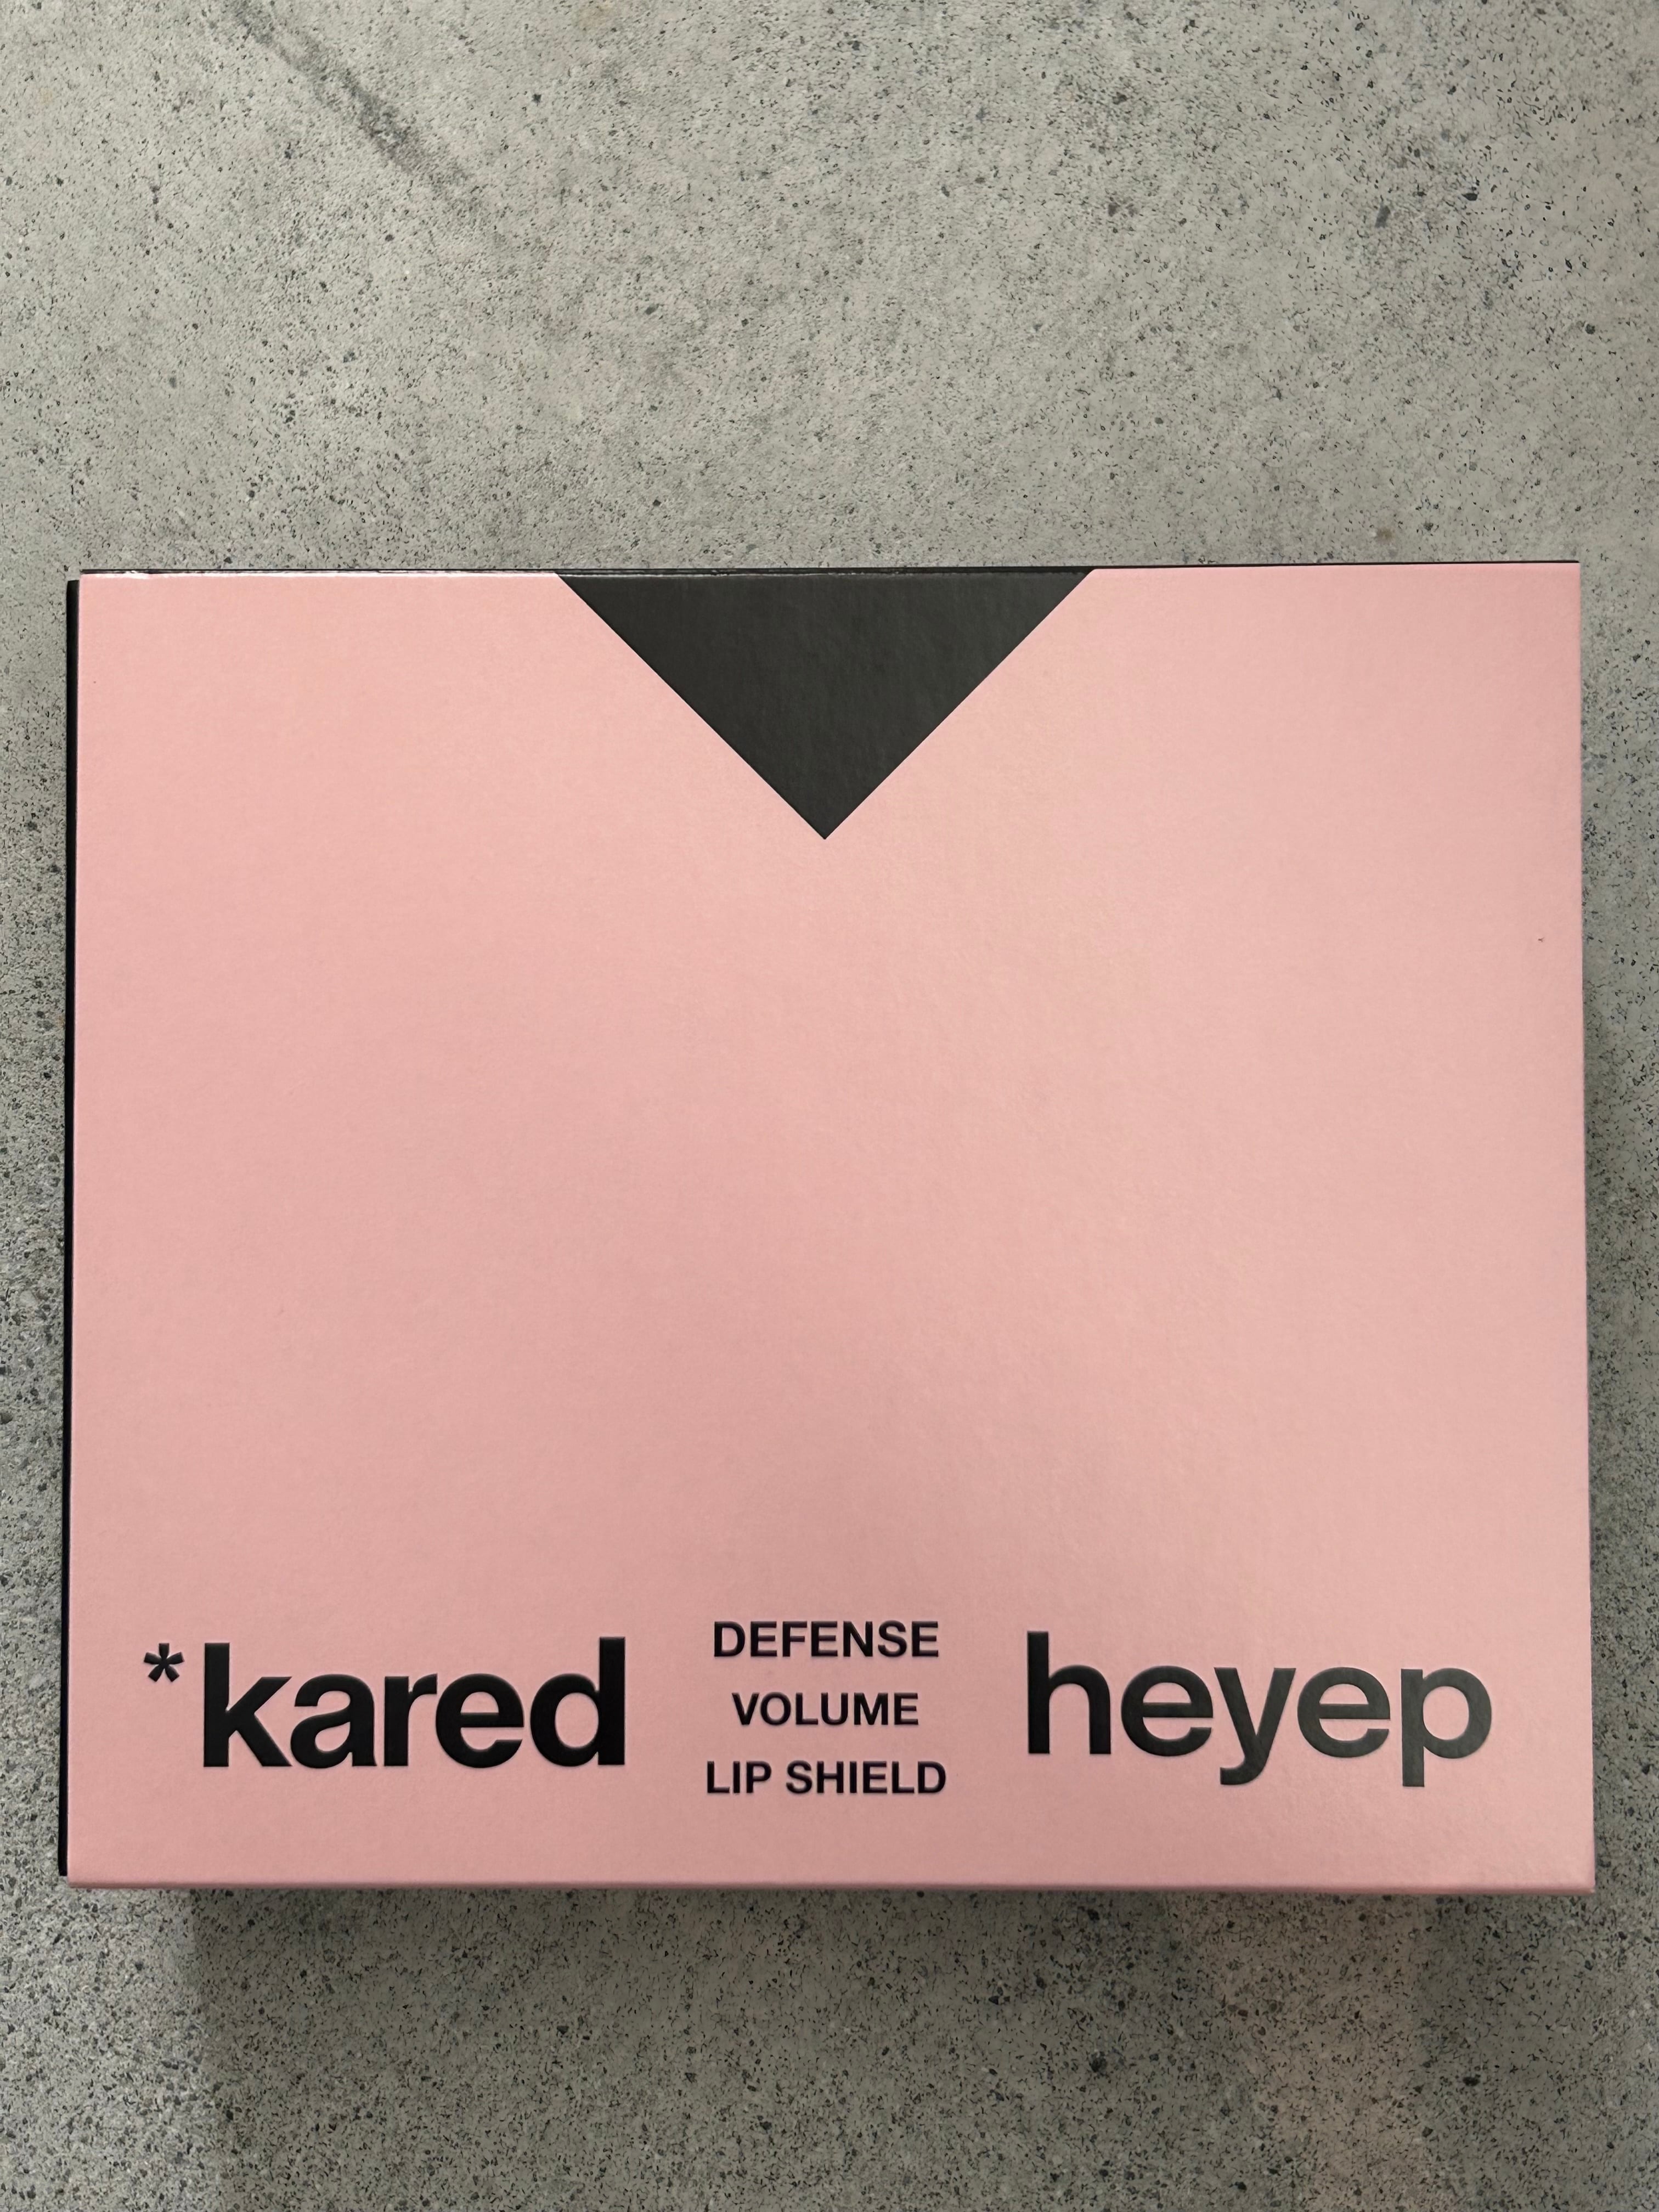 *kared
DEFENSE
VOLUME
LIP SHIELD
heyep